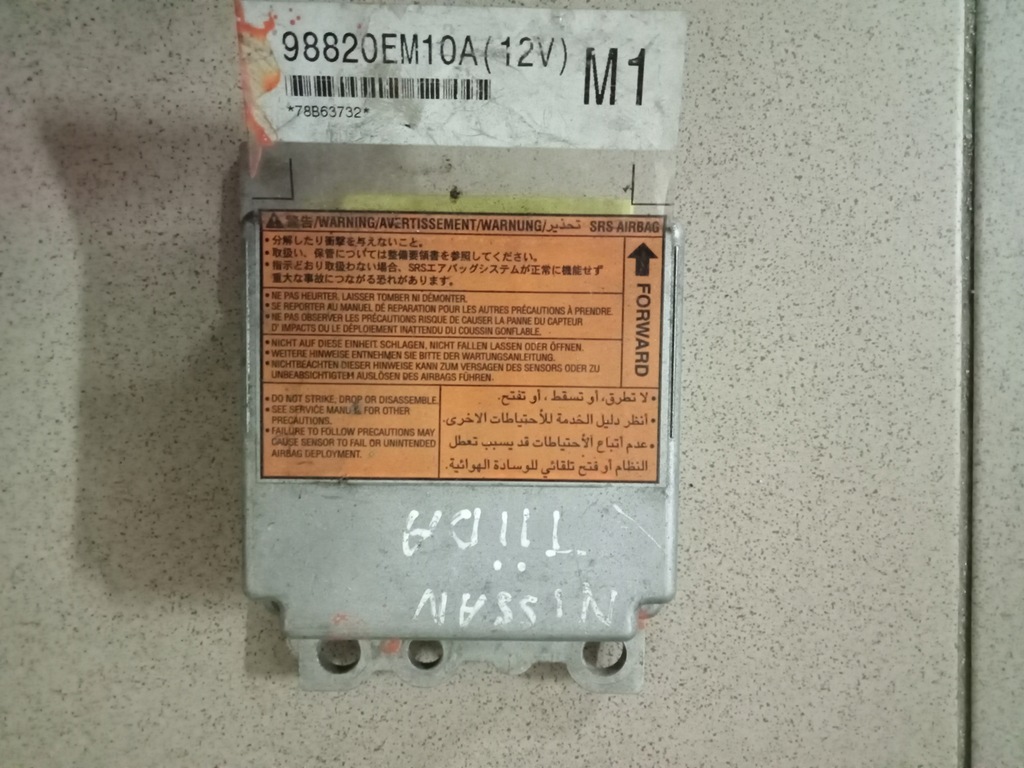 98820EM10A(12V) M1
*78B63732*
警告/WARNING/AVERTISSEMENT/WARNUNG/تحذير SRS AIRBAG
FORWARD
• 分解したり衝撃を与えないこと。
• 取扱い、保管については整備要領書を参照してください。
• 指示どおり取扱わない場合、SRSエアバッグシステムが正常に機能せず
重大な事故につながる恐れがあります。
• NE PAS HEURTER, LAISSER TOMBER NI DÉMONTER.
• SE REPORTER AU MANUEL DE REPARATION POUR LES AUTRES PRÉCAUTIONS À PRENDRE.
• NE PAS OBSERVER LES PRÉCAUTIONS RISQUE DE CAUSER LA PANNE DU CAPTEUR
D' IMPACTS OU LE DÉPLOIEMENT INATTENDU DU COUSSIN GONFLABLE.
• NICHT AUF DIESE EINHEIT SCHLAGEN, NICHT FALLEN LASSEN ODER ÖFFNEN.
• WEITERE HINWEISE ENTNEHMEN SIE BITTE DER WARTUNGSANLEITUNG.
• NICHTBEACHTEN DIESER HINWEISE KANN ZUM VERSAGEN DES SENSORS ODER ZU
UNBEABSICHTIGTEM AUSLÖSEN DES AIRBAGS FÜHREN.
• DO NOT STRIKE, DROP OR DISASSEMBLE.
• SEE SERVICE MANUAL FOR OTHER
PRECAUTIONS.
• FAILURE TO FOLLOW PRECAUTIONS MAY
CAUSE SENSOR TO FAIL OR UNINTENDED
AIRBAG DEPLOYMENT.
• لا تطرق، أو تسقط ، أو تفتح.
• أنظر دليل الخدمة للأحتياطات الاخرى.
• عدم أتباع الأحتياطات قد يسبب تعطل
النظام أو فتح تلقائي للوسادة الهوائية.
NISSAN
TIIDA